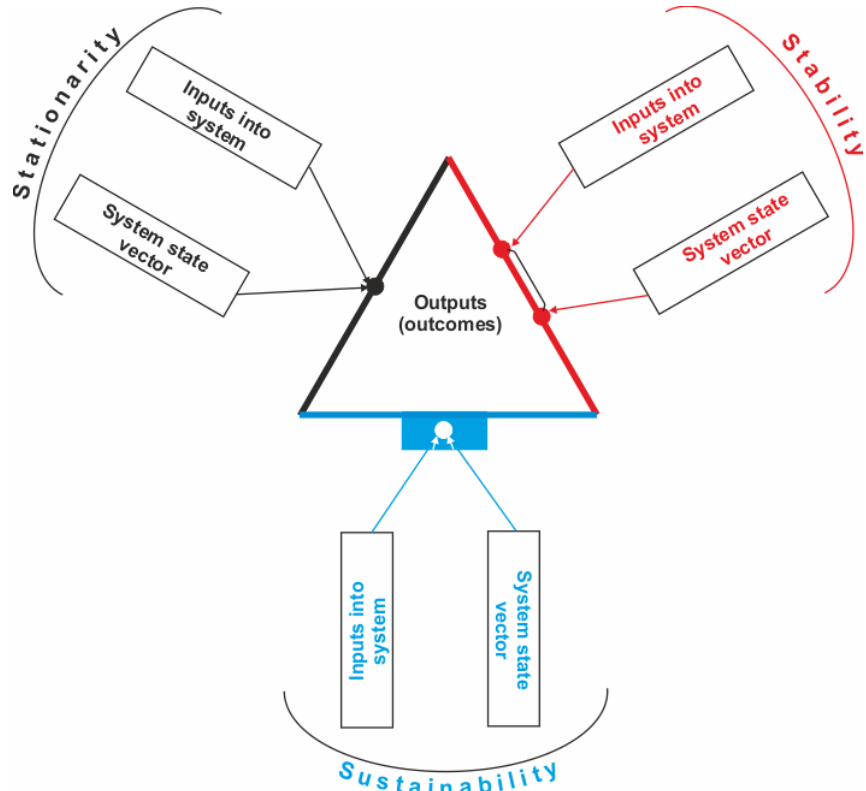 Stationarity
Inputs into
system
System state
vector
Stability
Inputs into
system
System state
vector
Outputs
(outcomes)
Inputs into
system
System state
vector
Sustainability